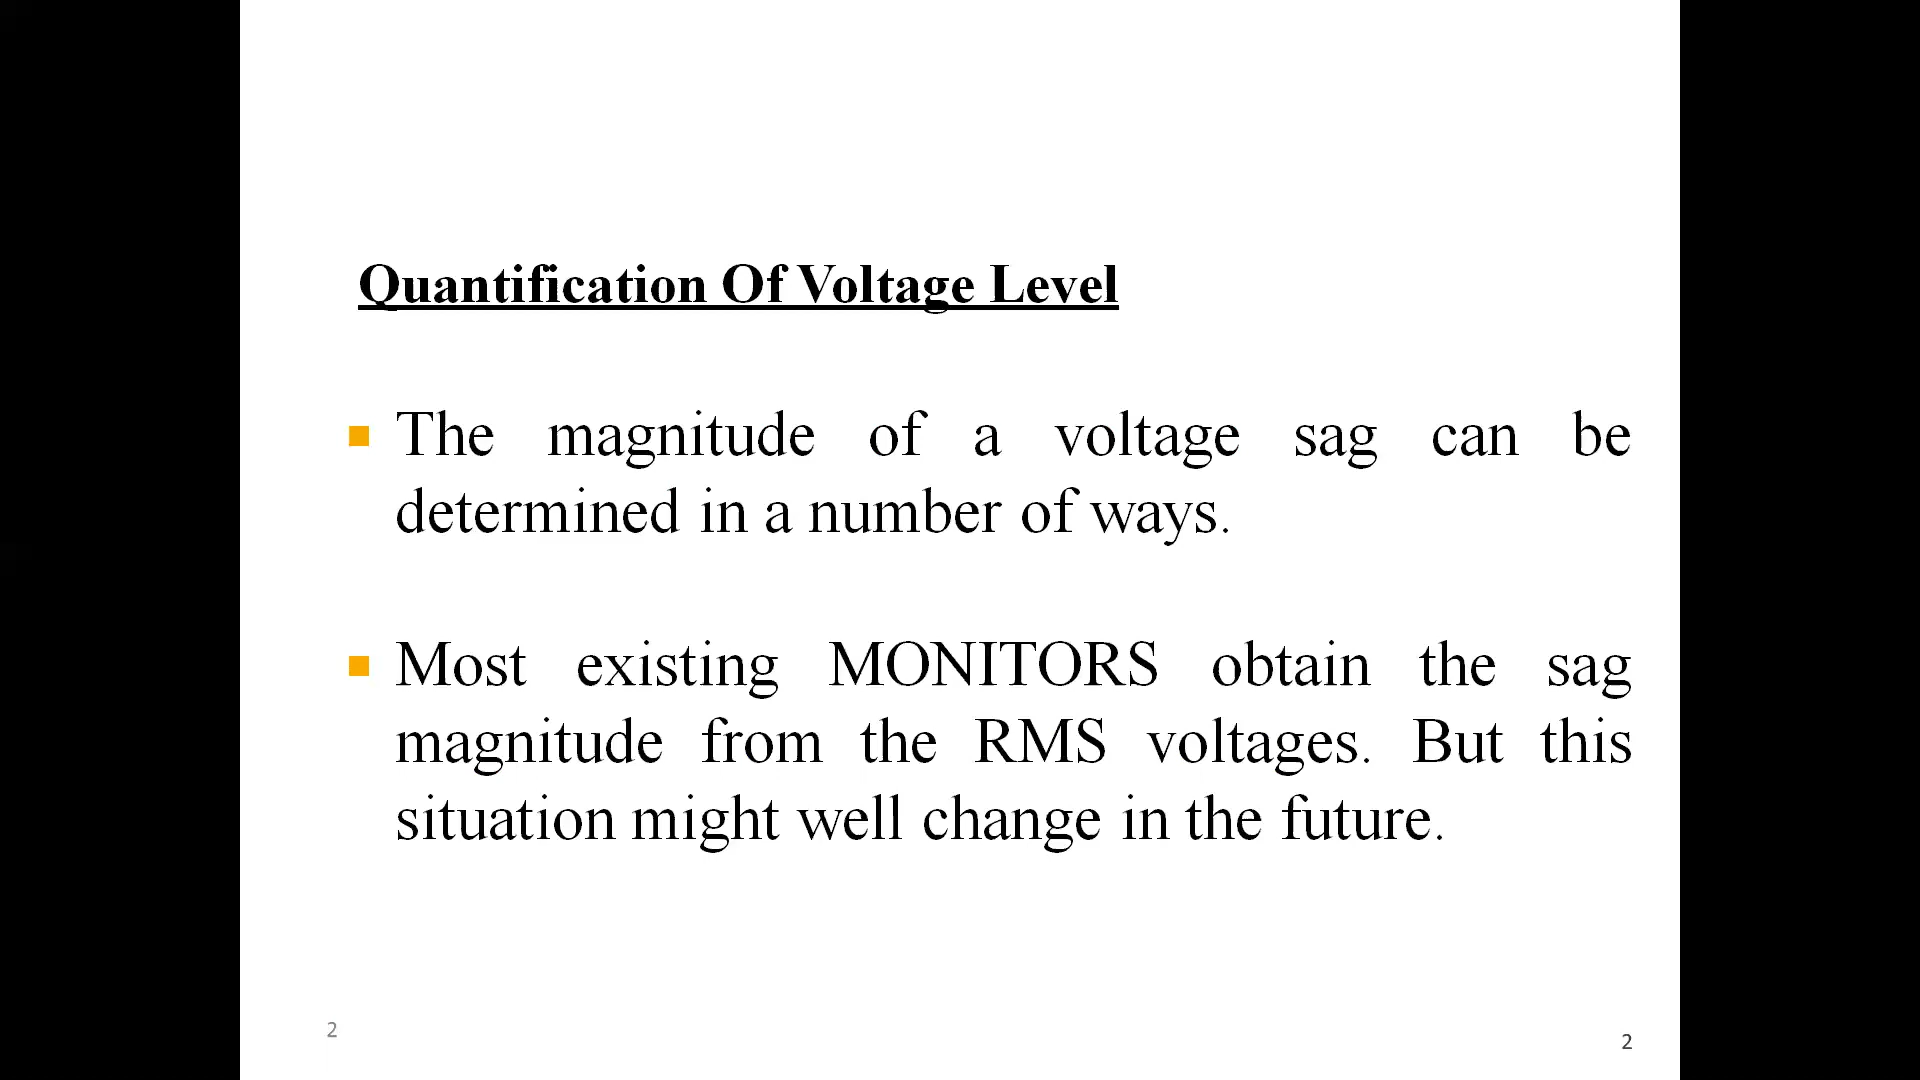 Quantification Of Voltage Level
The magnitude of a voltage sag can be
determined in a number of ways.
Most existing MONITORS obtain the sag
magnitude from the RMS voltages. But this
situation might well change in the future.
2
2